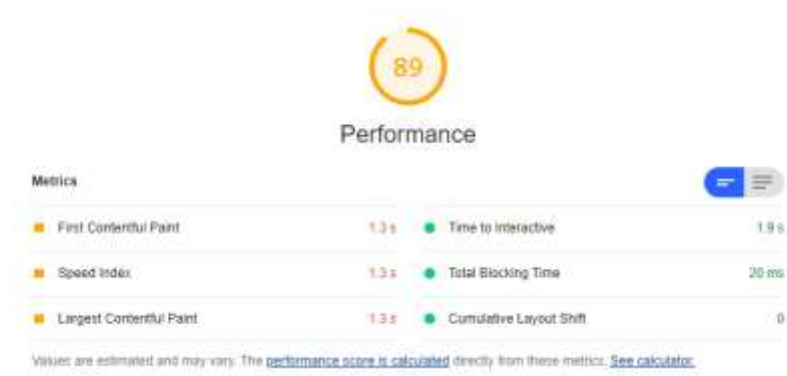 89
Performance
Metrics
First Contentful Paint 1.3 s Time to Interactive 1.9 s
Speed Index 1.3 s Total Blocking Time 20 ms
Largest Contentful Paint 1.3 s Cumulative Layout Shift 0
Values are estimated and may vary. The performance score is calculated directly from these metrics. See calculator.